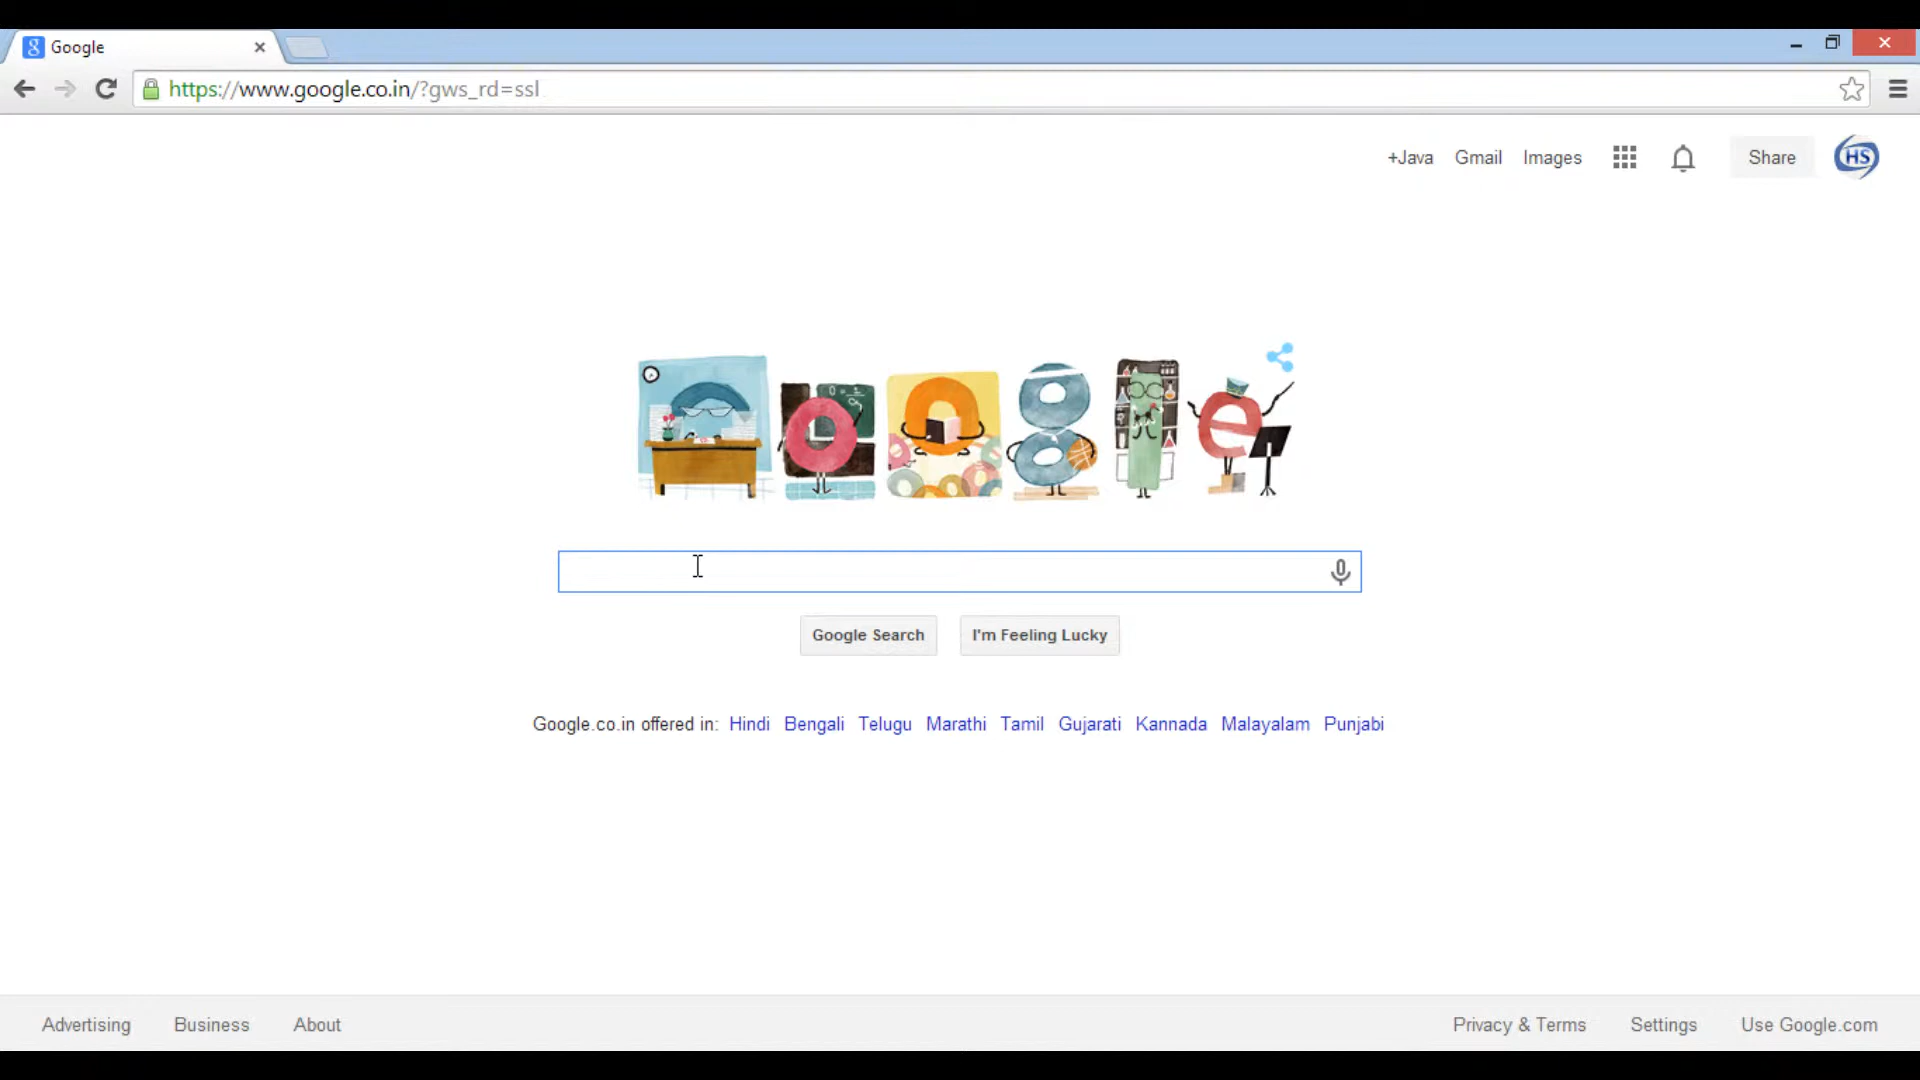 Google
https://www.google.co.in/?gws_rd=ssl
+Java Gmail Images Share HS
Google Search I'm Feeling Lucky
Google.co.in offered in: Hindi Bengali Telugu Marathi Tamil Gujarati Kannada Malayalam Punjabi
Advertising Business About Privacy & Terms Settings Use Google.com